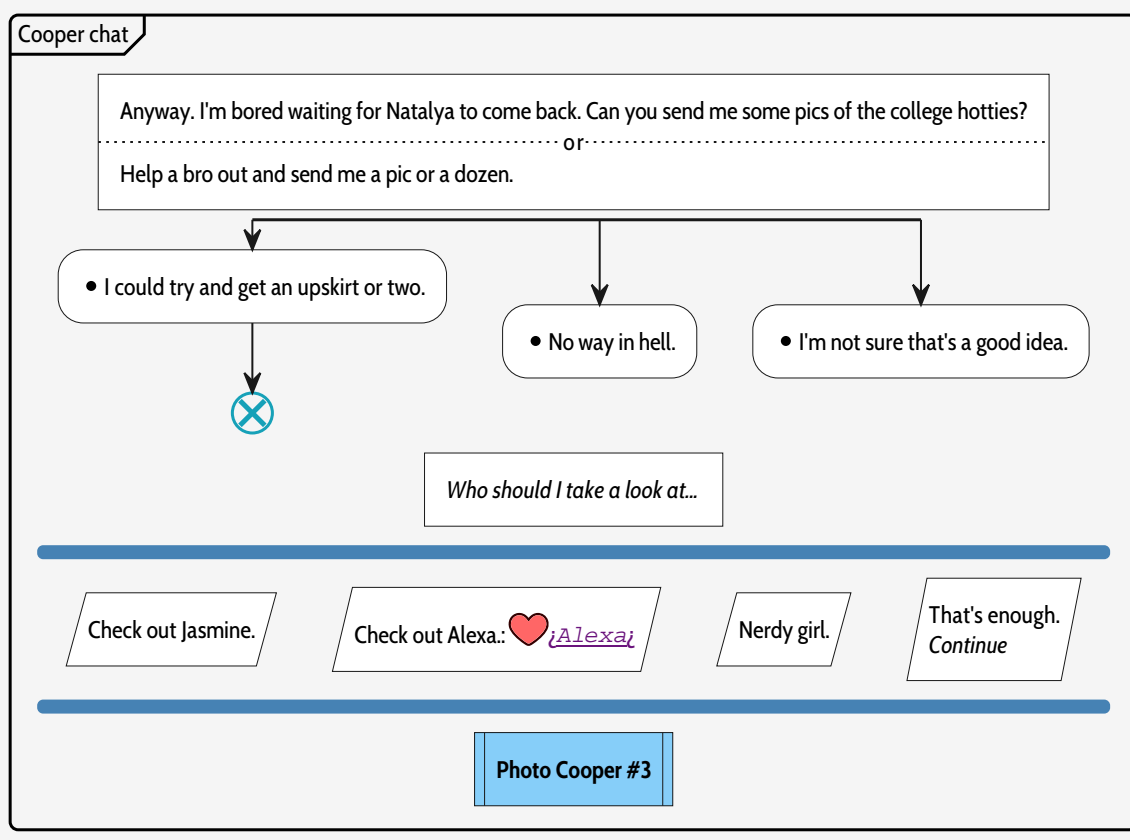 Cooper chat
Anyway. I'm bored waiting for Natalya to come back. Can you send me some pics of the college hotties?
or
Help a bro out and send me a pic or a dozen.
• I could try and get an upskirt or two.
• No way in hell.
• I'm not sure that's a good idea.
Who should I take a look at...
Check out Jasmine.
Check out Alexa.: ¡Alexa¡
Nerdy girl.
That's enough.
Continue
Photo Cooper #3